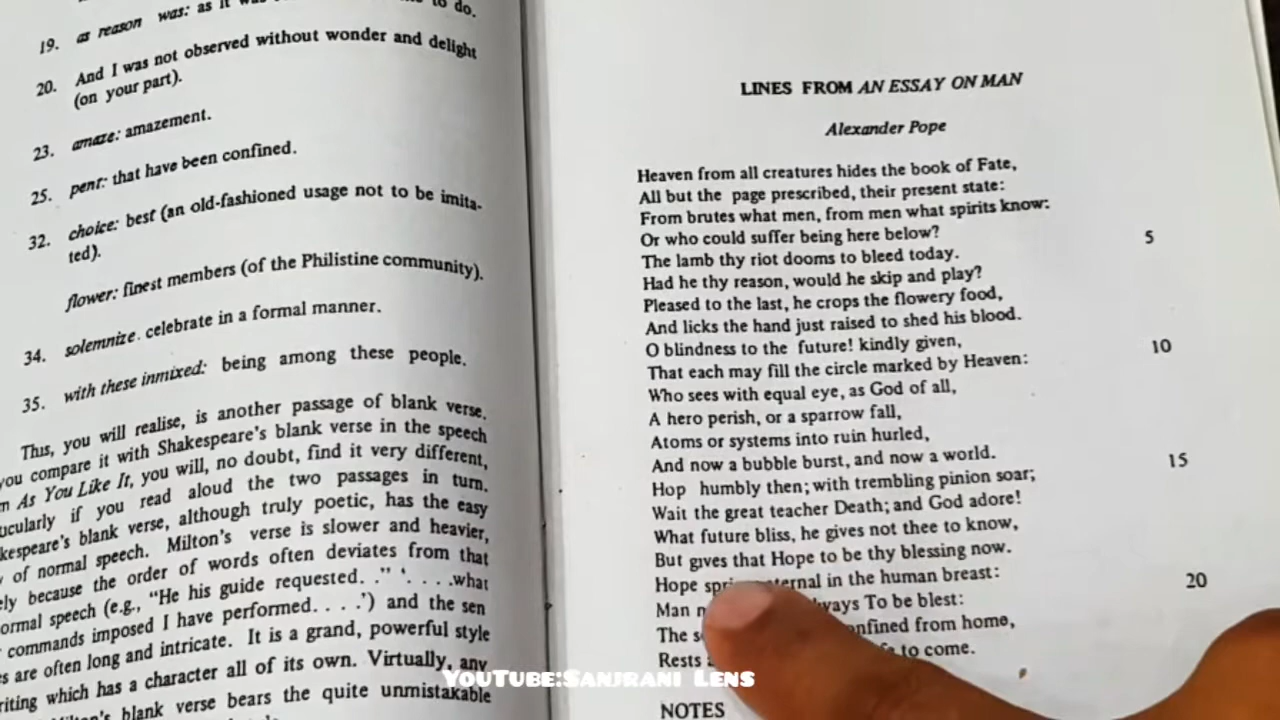 to do.
19. as reason was: as it was
20. And I was not observed without wonder and delight
(on your part).
23. amaze: amazement.
25. pent: that have been confined.
32. choice: best (an old-fashioned usage not to be imita-
ted).
flower: finest members (of the Philistine community).
34. solemnize. celebrate in a formal manner.
35. with these inmixed: being among these people.
This, you will realise, is another passage of blank verse.
you compare it with Shakespeare's blank verse in the speech
As You Like It, you will, no doubt, find it very different,
if you read aloud the two passages in turn.
blank verse, although truly poetic, has the easy
of normal speech. Milton's verse is slower and heavier,
because the order of words often deviates from that
normal speech (e.g., "He his guide requested. ." '. . . .what
commands imposed I have performed. . . .') and the sen
are often long and intricate. It is a grand, powerful style
which has a character all of its own. Virtually, any
blank verse bears the quite unmistakable
LINES FROM AN ESSAY ON MAN
Alexander Pope
Heaven from all creatures hides the book of Fate,
All but the page prescribed, their present state:
From brutes what men, from men what spirits know:
Or who could suffer being here below? 5
The lamb thy riot dooms to bleed today.
Had he thy reason, would he skip and play?
Pleased to the last, he crops the flowery food,
And licks the hand just raised to shed his blood.
O blindness to the future! kindly given, 10
That each may fill the circle marked by Heaven:
Who sees with equal eye, as God of all,
A hero perish, or a sparrow fall,
Atoms or systems into ruin hurled,
And now a bubble burst, and now a world. 15
Hop humbly then; with trembling pinion soar;
Wait the great teacher Death; and God adore!
What future bliss, he gives not thee to know,
But gives that Hope to be thy blessing now.
Hope eternal in the human breast: 20
Man always To be blest:
The confined from home,
Rests to come.
NOTES
YouTube:Sanjrani Lens